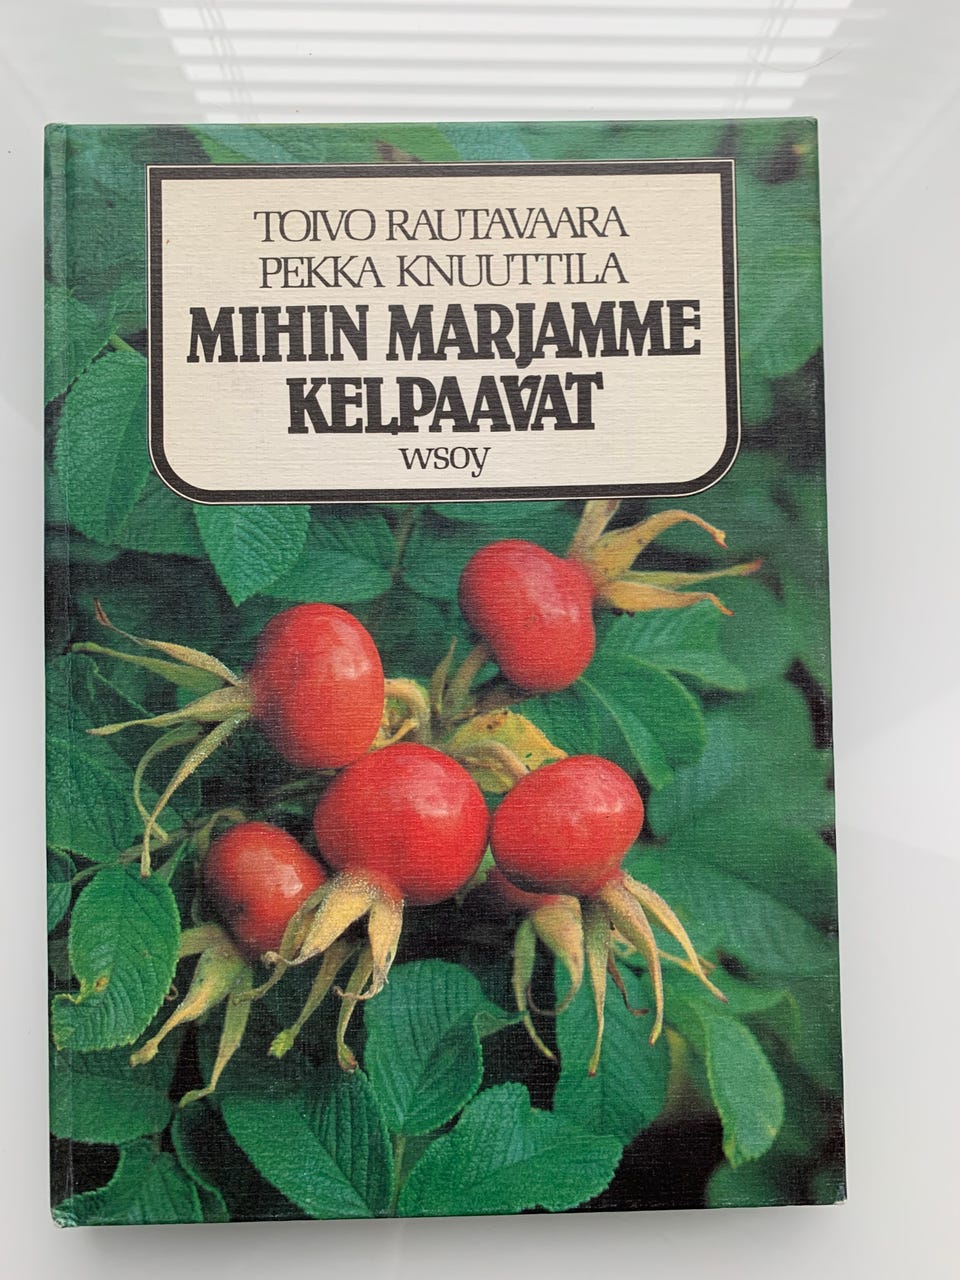 TOIVO RAUTAVAARA
PEKKA KNUUTTILA
MIHIN MARJAMME
KELPAAVAT
wsoy